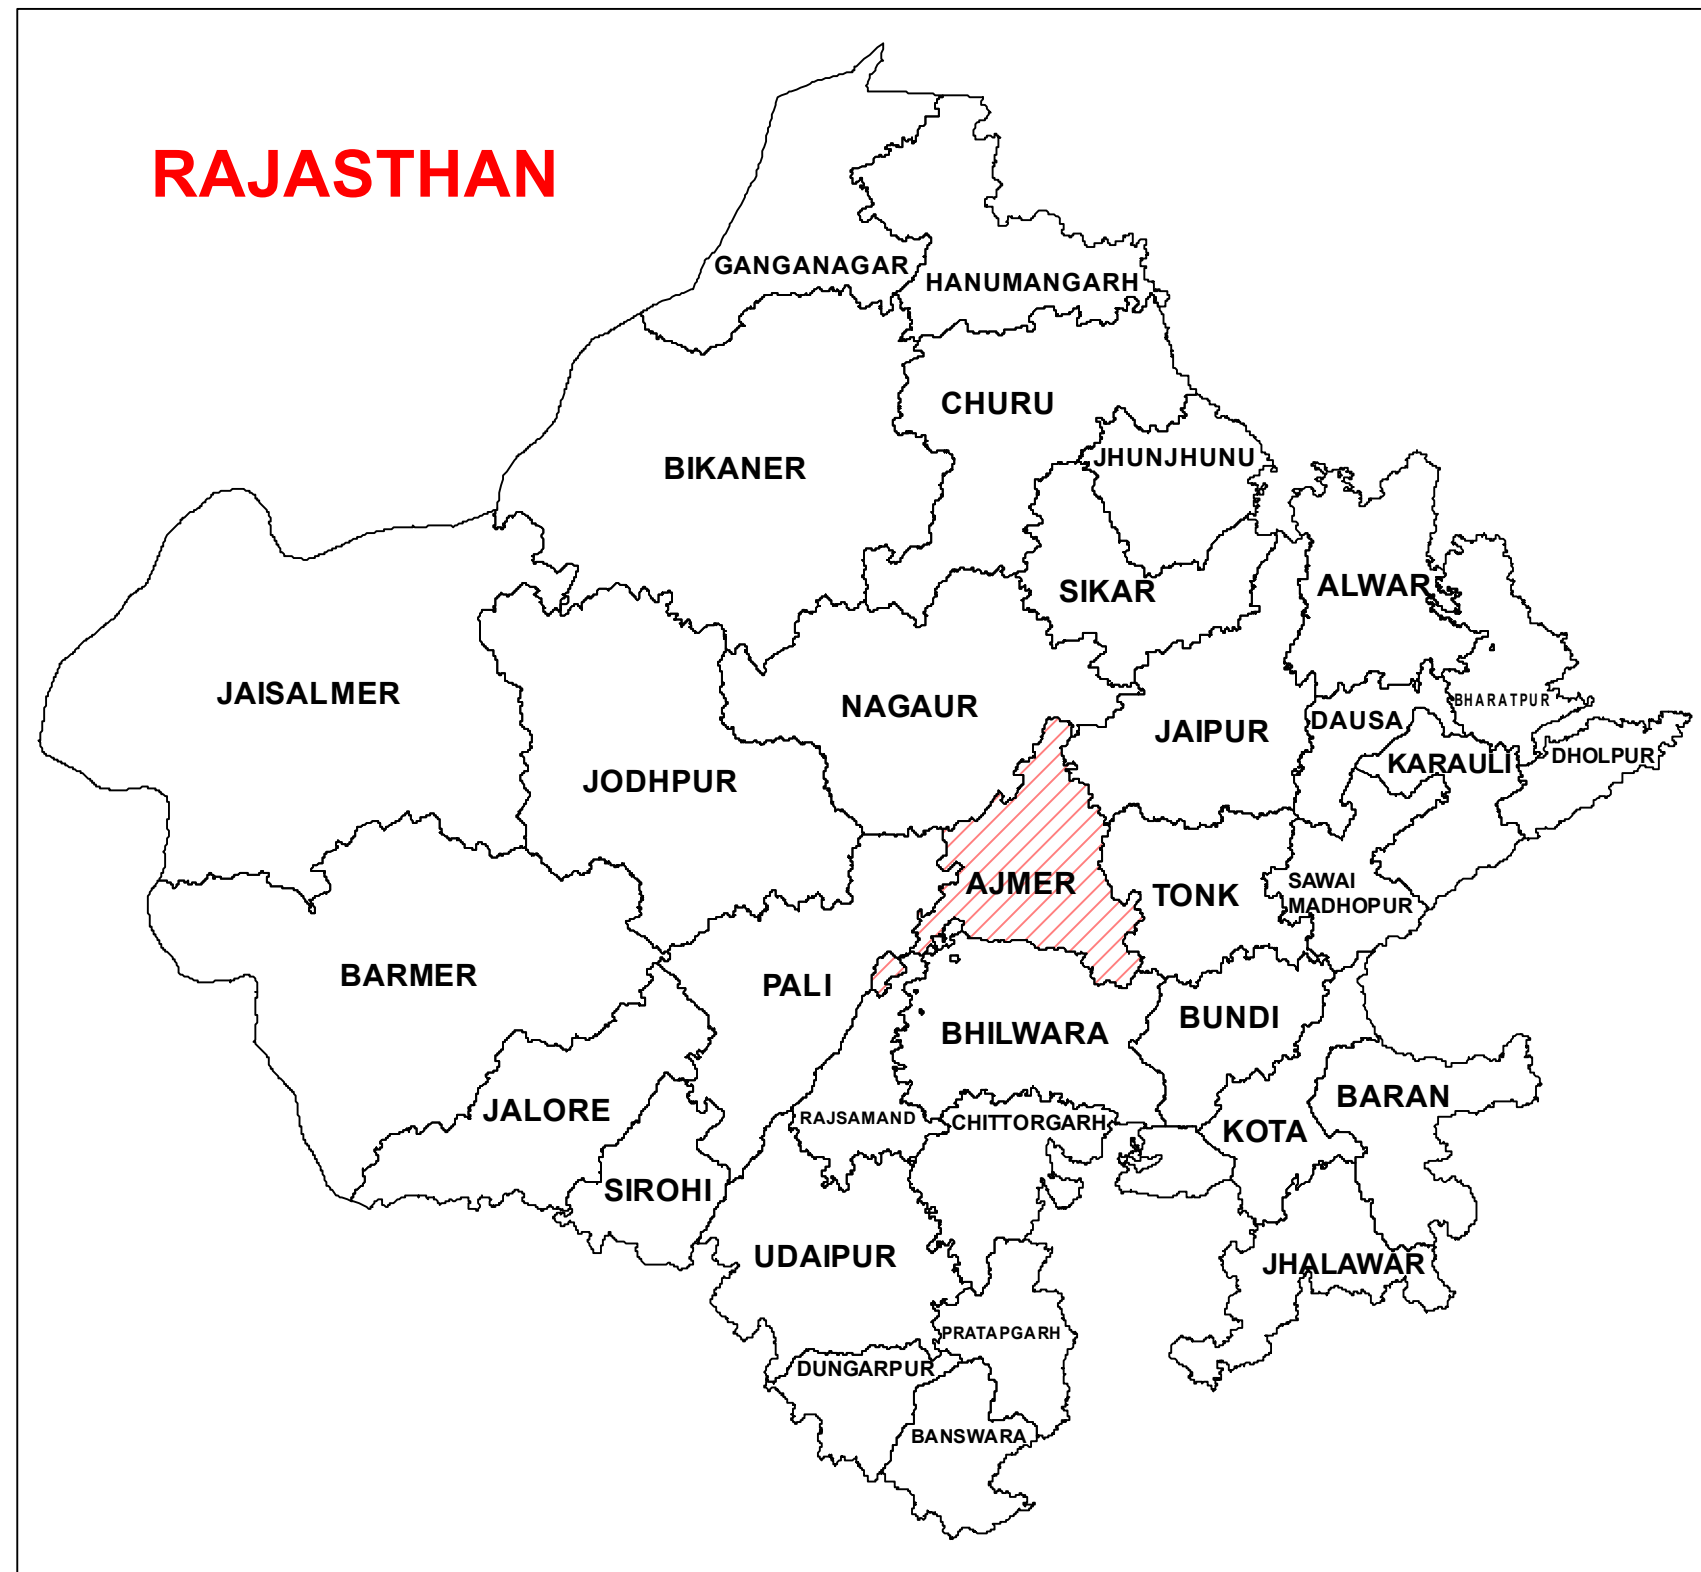 RAJASTHAN
GANGANAGAR
HANUMANGARH
CHURU
BIKANER
JHUNJHUNU
SIKAR
ALWAR
JAISALMER
NAGAUR
BHARATPUR
DAUSA
JAIPUR
KARAULI
DHOLPUR
JODHPUR
AJMER
TONK
SAWAI
MADHOPUR
BARMER
PALI
BUNDI
BHILWARA
BARAN
JALORE
RAJSAMAND
CHITTORGARH
KOTA
SIROHI
UDAIPUR
JHALAWAR
PRATAPGARH
DUNGARPUR
BANSWARA